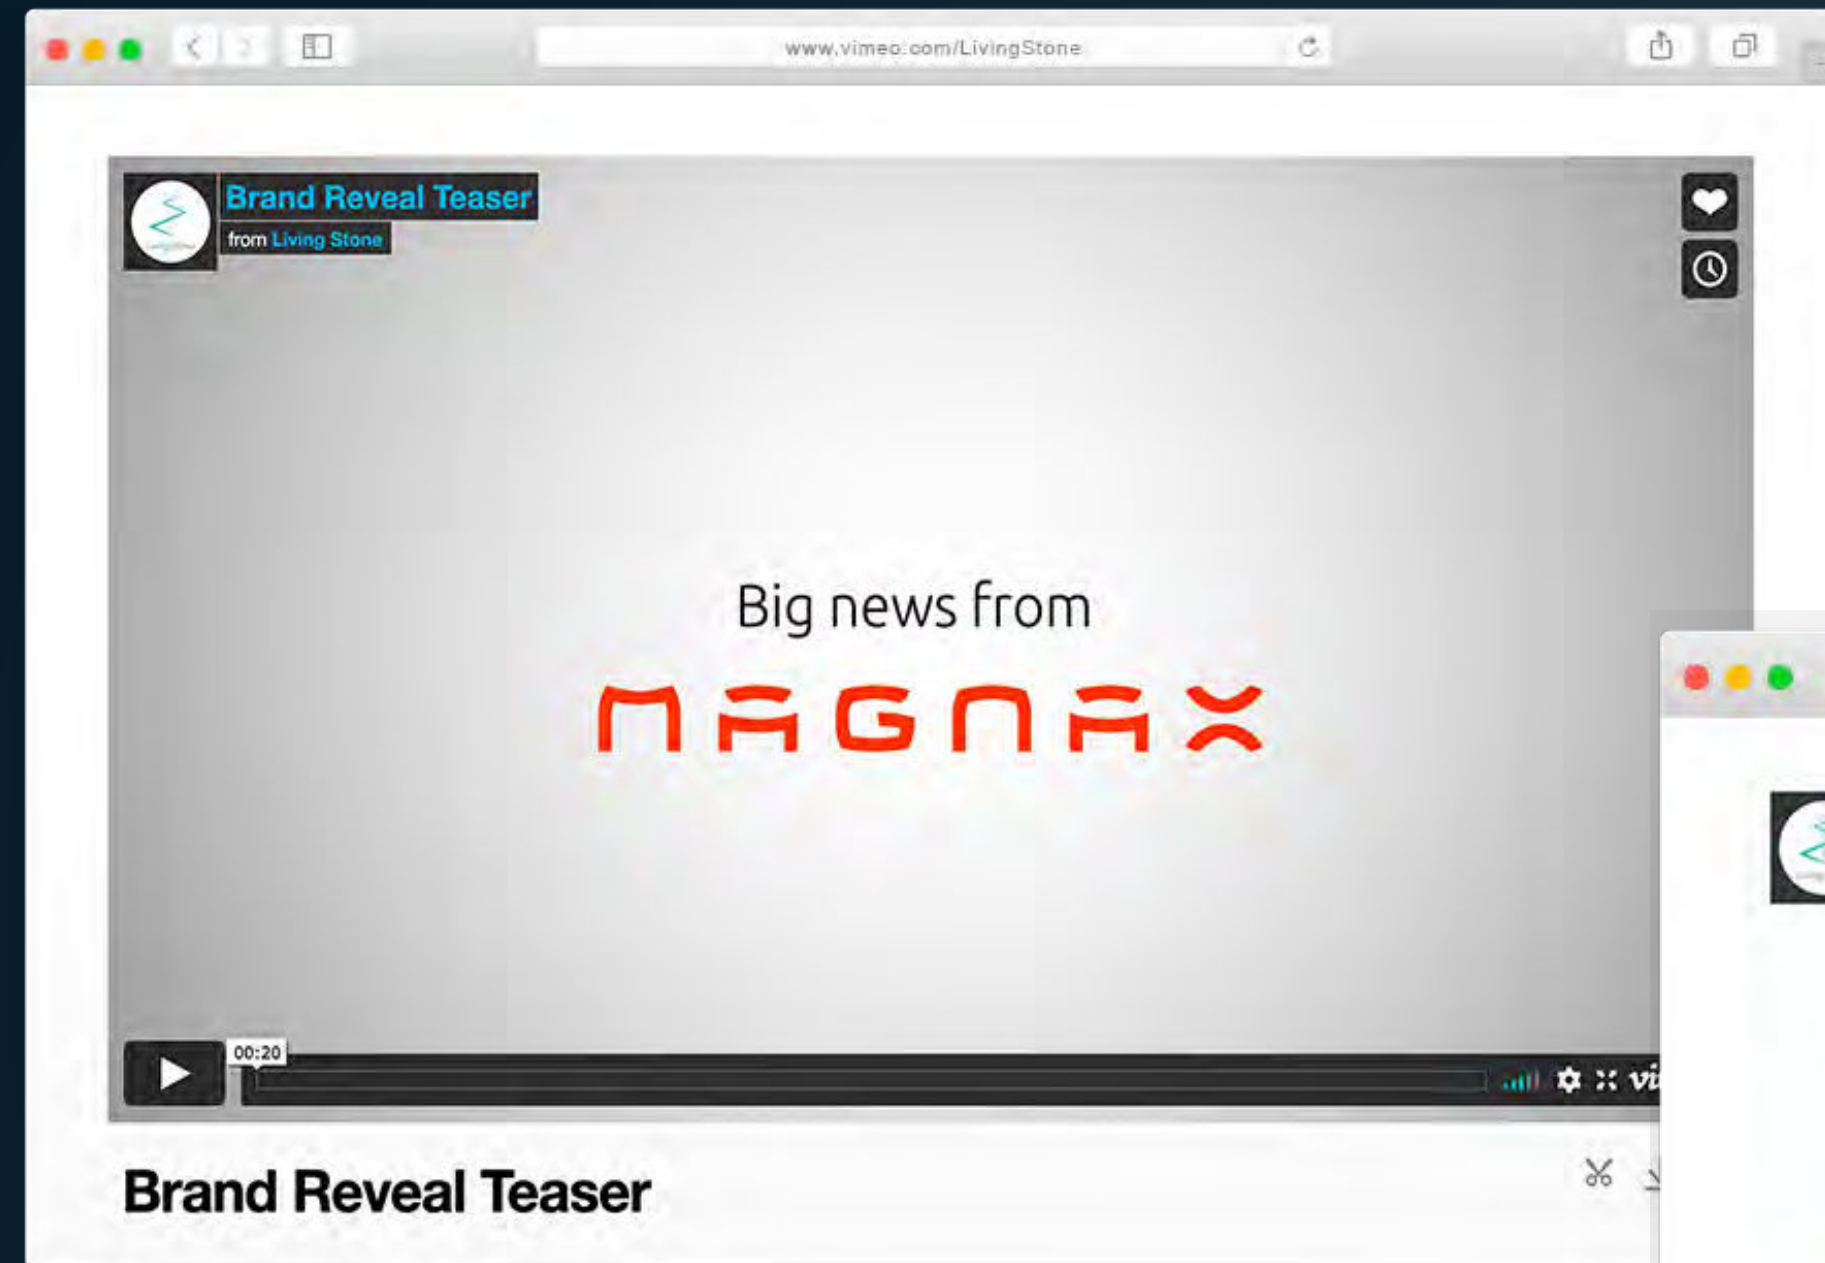 www.vimeo.com/LivingStone
Brand Reveal Teaser
from Living Stone
Big news from
MAGNAX
00:20
Brand Reveal Teaser